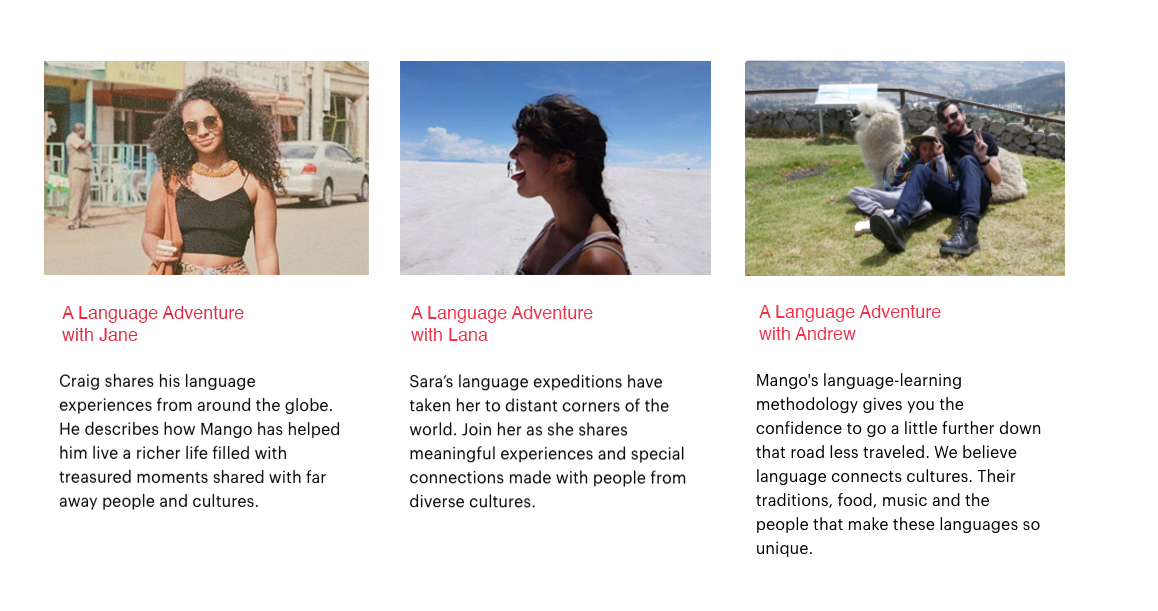 Cafe
A Language Adventure
with Jane
Craig shares his language
experiences from around the globe.
He describes how Mango has helped
him live a richer life filled with
treasured moments shared with far
away people and cultures.
A Language Adventure
with Lana
Sara’s language expeditions have
taken her to distant corners of the
world. Join her as she shares
meaningful experiences and special
connections made with people from
diverse cultures.
A Language Adventure
with Andrew
Mango's language-learning
methodology gives you the
confidence to go a little further down
that road less traveled. We believe
language connects cultures. Their
traditions, food, music and the
people that make these languages so
unique.